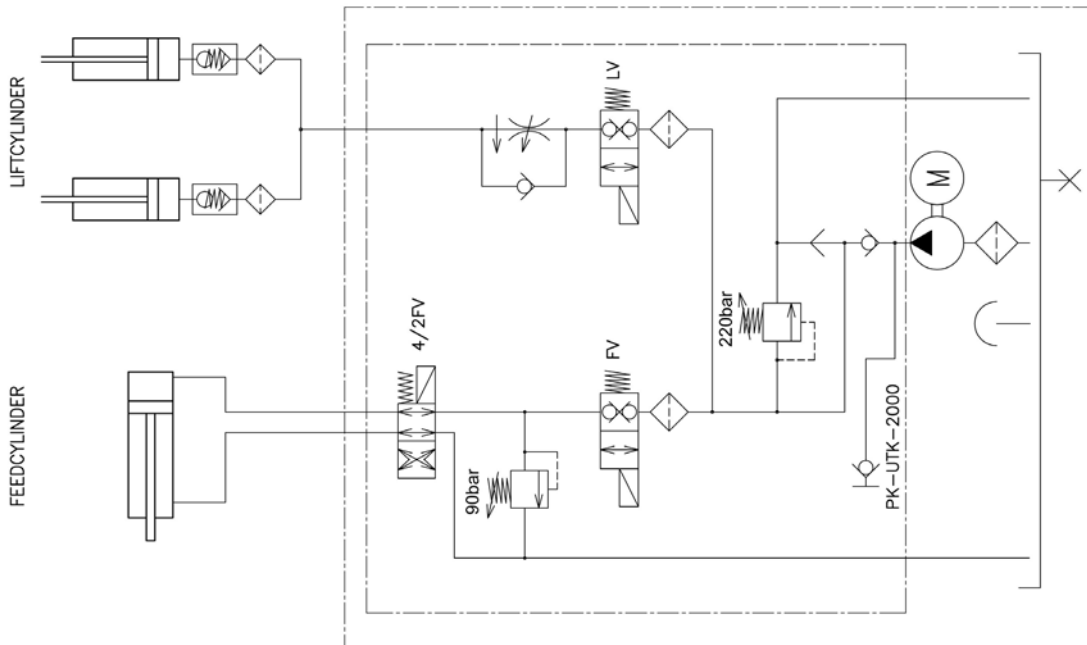 LIFTCYLINDER
FEEDCYLINDER
LV
M
4/2FV
220bar
FV
90bar
PK-UTK-2000